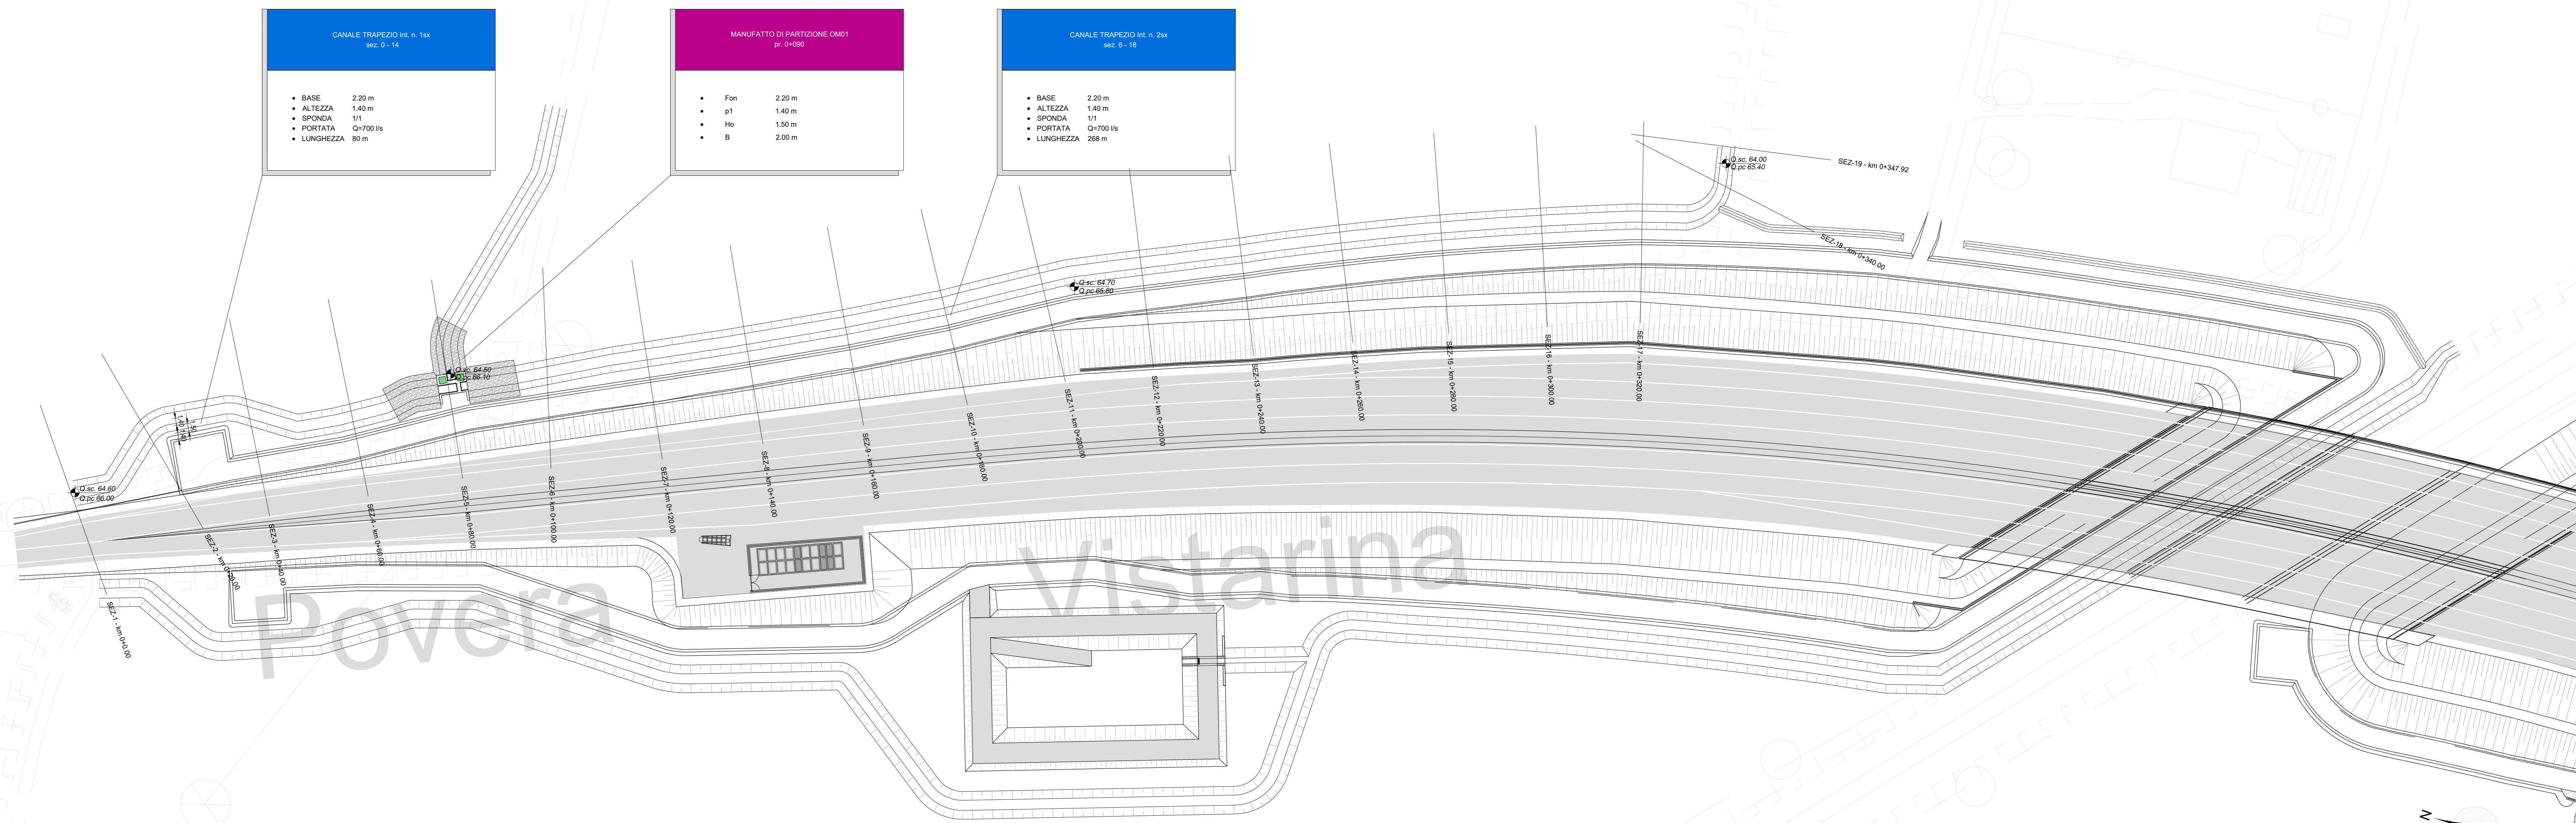 CANALE TRAPEZIO Int. n. 1sx
sez. 0 - 14
• BASE 2.20 m
• ALTEZZA 1.40 m
• SPONDA 1/1
• PORTATA Q=700 l/s
• LUNGHEZZA 80 m
MANUFATTO DI PARTIZIONE OM01
pr. 0+090
• Fon 2.20 m
• p1 1.40 m
• Ho 1.50 m
• B 2.00 m
CANALE TRAPEZIO Int. n. 2sx
sez. 6 - 18
• BASE 2.20 m
• ALTEZZA 1.40 m
• SPONDA 1/1
• PORTATA Q=700 l/s
• LUNGHEZZA 268 m
Q.sc. 64.00
Q.pc 65.40
SEZ-19 - km 0+347.92
SEZ-18 - km 0+340.00
Q.sc. 64.70
Q.pc 65.80
Q.pc 66.10
1.40
1.40
1.50
Q.sc. 64.60
Q.pc 66.00
SEZ-1 - km 0+0.00
SEZ-2 - km 0+20.00
SEZ-3 - km 0+40.00
SEZ-4 - km 0+60.00
SEZ-5 - km 0+80.00
SEZ-6 - km 0+100.00
SEZ-7 - km 0+120.00
SEZ-8 - km 0+140.00
SEZ-9 - km 0+160.00
SEZ-10 - km 0+180.00
SEZ-11 - km 0+200.00
SEZ-12 - km 0+220.00
SEZ-13 - km 0+240.00
SEZ-14 - km 0+260.00
SEZ-15 - km 0+280.00
SEZ-16 - km 0+300.00
SEZ-17 - km 0+320.00
Povera
Vistarina
N